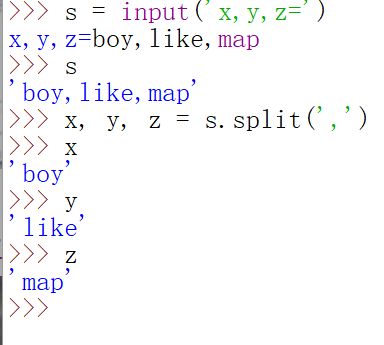 >>> s = input('x,y,z=')
x,y,z=boy,like,map
>>> s
'boy,like,map'
>>> x, y, z = s.split(',')
>>> x
'boy'
>>> y
'like'
>>> z
'map'
>>>